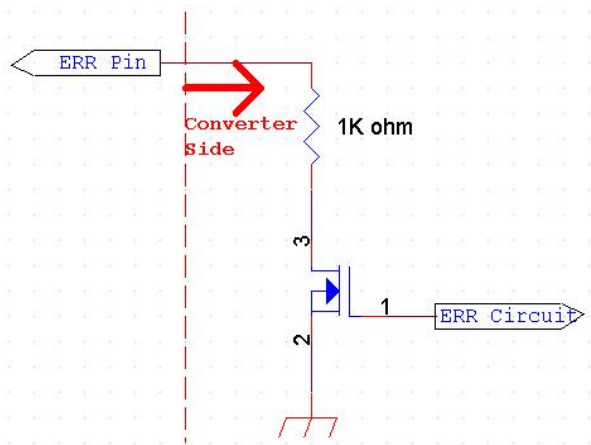 ERR Pin
Converter
Side
1K ohm
3
1
ERR Circuit
2